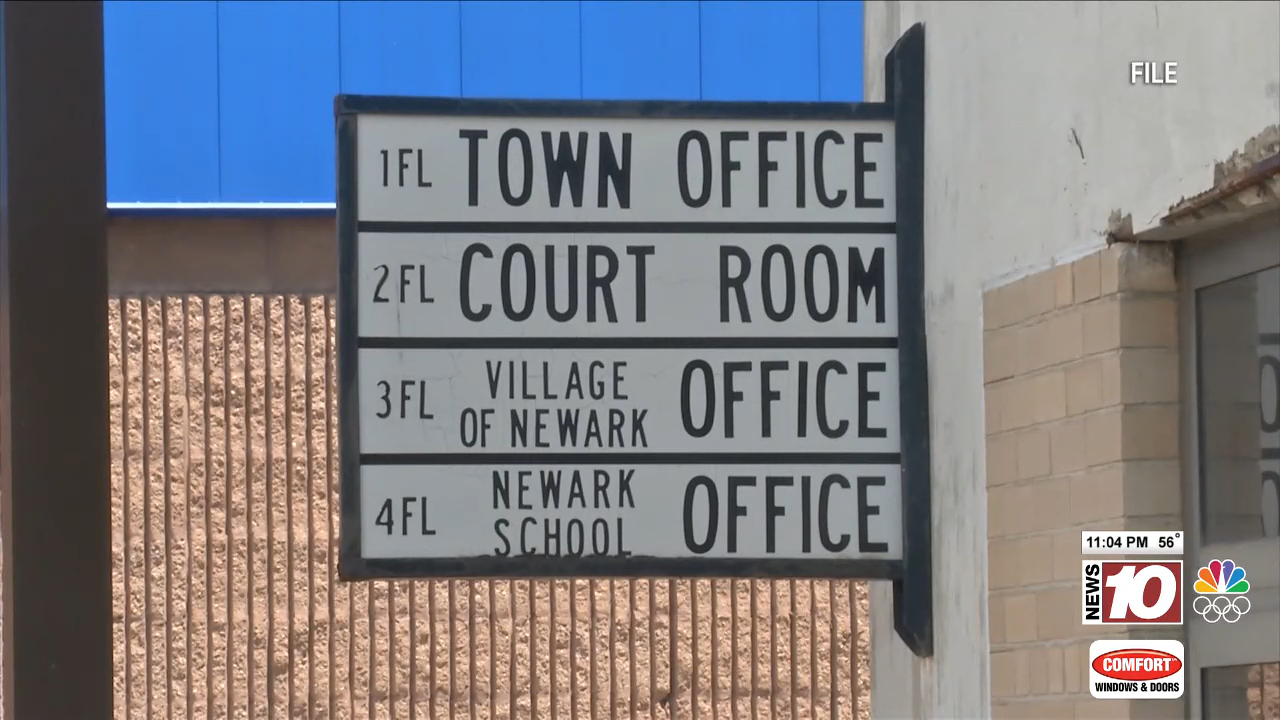 FILE
1FL TOWN OFFICE
2FL COURT ROOM
3FL VILLAGE OF NEWARK OFFICE
4FL NEWARK SCHOOL OFFICE
11:04 PM 56°
NEWS 10
COMFORT
WINDOWS & DOORS